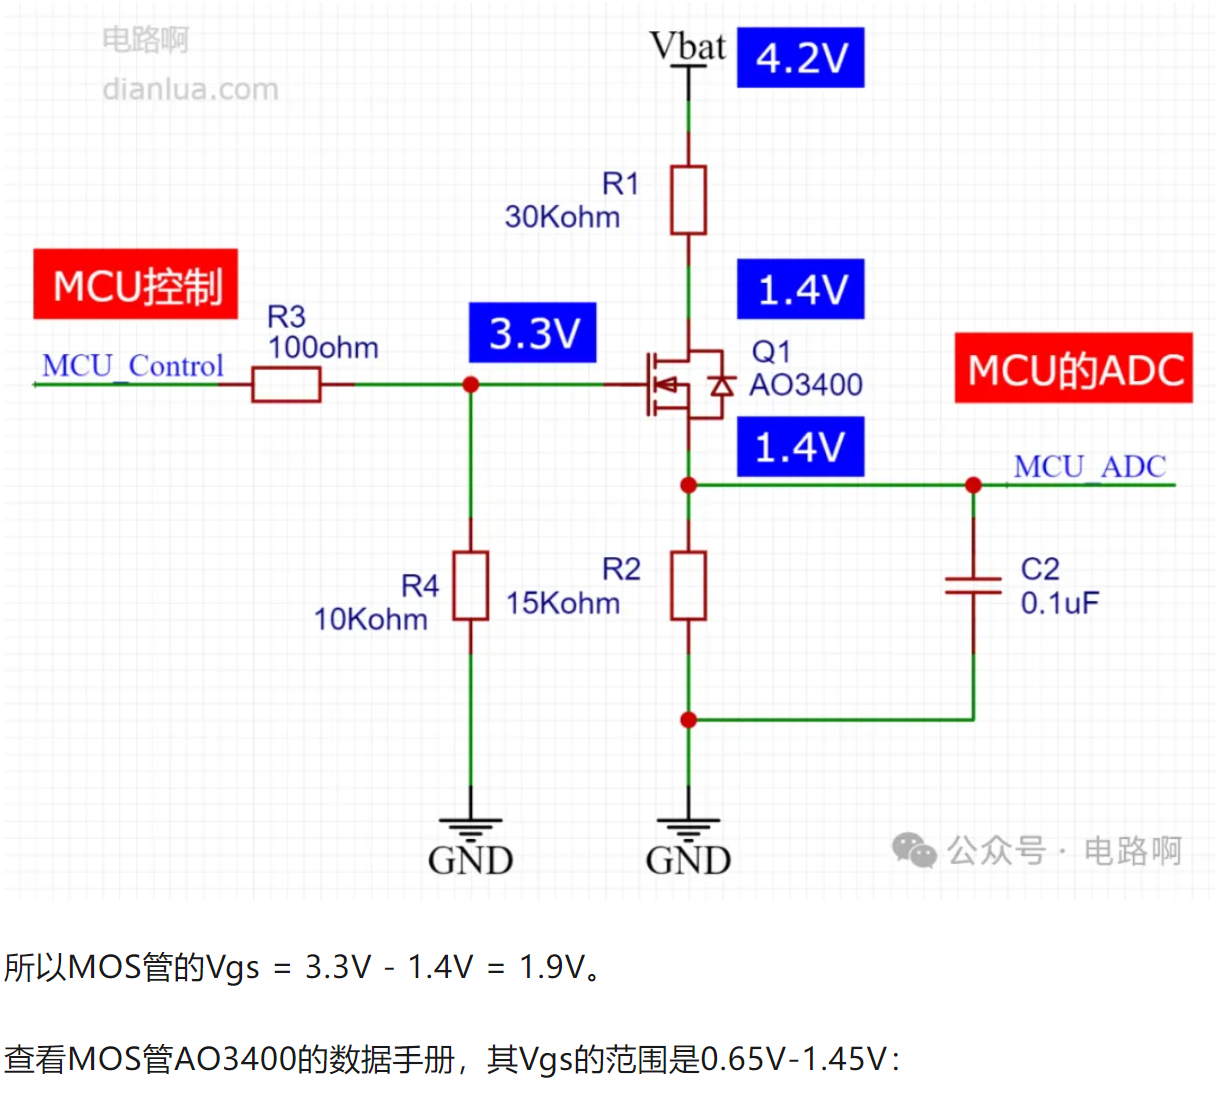 电路啊
dianlua.com
Vbat
4.2V
R1
30Kohm
MCU控制
R3
100ohm
MCU_Control
3.3V
1.4V
Q1
AO3400
MCU的ADC
1.4V
MCU_ADC
R4
10Kohm
R2
15Kohm
C2
0.1uF
GND
GND
公众号 · 电路啊
所以MOS管的Vgs = 3.3V - 1.4V = 1.9V。
查看MOS管AO3400的数据手册，其Vgs的范围是0.65V-1.45V：